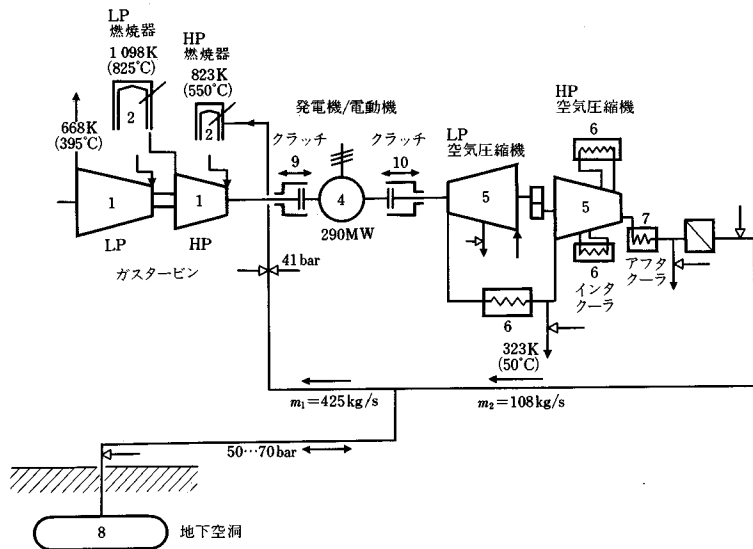 LP
燃焼器
1 098K
(825℃)
HP
燃焼器
823K
(550℃)
668K
(395℃)
2
2
発電機/電動機
クラッチ
クラッチ
9
10
LP
空気圧縮機
HP
空気圧縮機
6
1
1
4
5
5
7
LP
HP
290MW
ガスタービン
41 bar
6
6
インタ
クーラ
アフタ
クーラ
323K
(50℃)
m₁=425kg/s
m₂=108kg/s
50…70bar
8
地下空洞